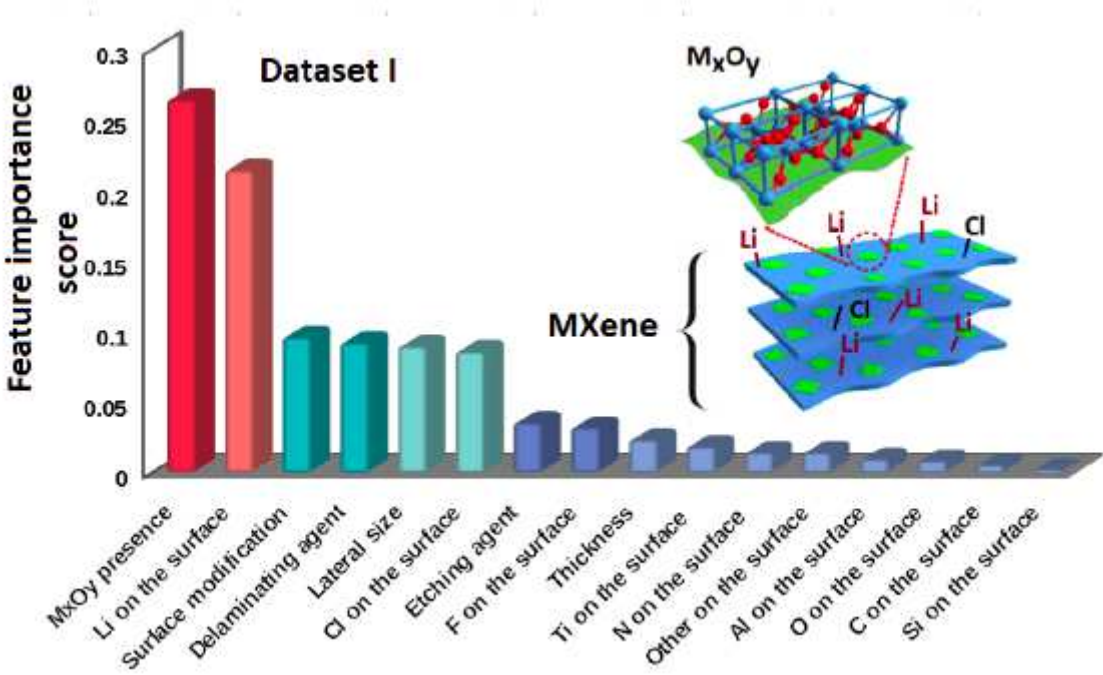 Feature importance
score
0.3
0.25
0.2
0.15
0.1
0.05
0
Dataset I
MxOy
Li
Li
Li
Cl
MXene
Cl
Li
Li
Li
MxOy presence
Li on the surface
Surface modification
Delaminating agent
Lateral size
Cl on the surface
Etching agent
F on the surface
Thickness
Ti on the surface
N on the surface
Other on the surface
Al on the surface
O on the surface
C on the surface
Si on the surface